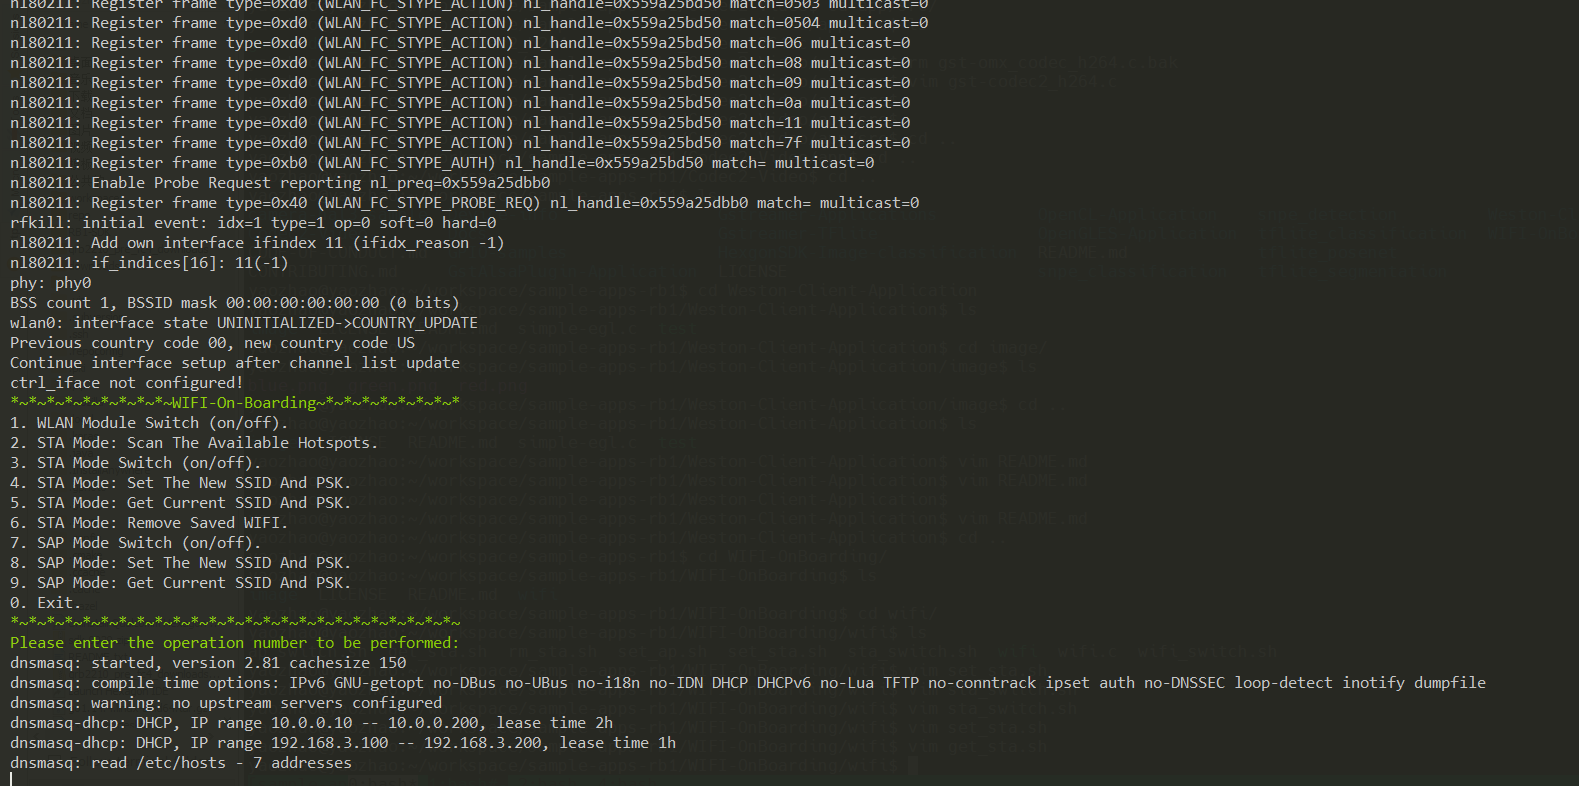 nl80211: Register frame type=0xd0 (WLAN_FC_STYPE_ACTION) nl_handle=0x559a25bd50 match=0503 multicast=0
nl80211: Register frame type=0xd0 (WLAN_FC_STYPE_ACTION) nl_handle=0x559a25bd50 match=0504 multicast=0
nl80211: Register frame type=0xd0 (WLAN_FC_STYPE_ACTION) nl_handle=0x559a25bd50 match=06 multicast=0
nl80211: Register frame type=0xd0 (WLAN_FC_STYPE_ACTION) nl_handle=0x559a25bd50 match=08 multicast=0
nl80211: Register frame type=0xd0 (WLAN_FC_STYPE_ACTION) nl_handle=0x559a25bd50 match=09 multicast=0
nl80211: Register frame type=0xd0 (WLAN_FC_STYPE_ACTION) nl_handle=0x559a25bd50 match=0a multicast=0
nl80211: Register frame type=0xd0 (WLAN_FC_STYPE_ACTION) nl_handle=0x559a25bd50 match=11 multicast=0
nl80211: Register frame type=0xd0 (WLAN_FC_STYPE_ACTION) nl_handle=0x559a25bd50 match=7f multicast=0
nl80211: Register frame type=0xb0 (WLAN_FC_STYPE_AUTH) nl_handle=0x559a25bd50 match= multicast=0
nl80211: Enable Probe Request reporting nl_preq=0x559a25dbb0
nl80211: Register frame type=0x40 (WLAN_FC_STYPE_PROBE_REQ) nl_handle=0x559a25dbb0 match= multicast=0
rfkill: initial event: idx=1 type=1 op=0 soft=0 hard=0
nl80211: Add own interface ifindex 11 (ifidx_reason -1)
nl80211: if_indices[16]: 11(-1)
phy: phy0
BSS count 1, BSSID mask 00:00:00:00:00:00 (0 bits)
wlan0: interface state UNINITIALIZED->COUNTRY_UPDATE
Previous country code 00, new country code US
Continue interface setup after channel list update
ctrl_iface not configured!
*~*~*~*~*~*~*~*~*~WIFI-On-Boarding~*~*~*~*~*~*~*~*
1. WLAN Module Switch (on/off).
2. STA Mode: Scan The Available Hotspots.
3. STA Mode Switch (on/off).
4. STA Mode: Set The New SSID And PSK.
5. STA Mode: Get Current SSID And PSK.
6. STA Mode: Remove Saved WIFI.
7. SAP Mode Switch (on/off).
8. SAP Mode: Set The New SSID And PSK.
9. SAP Mode: Get Current SSID And PSK.
0. Exit.
*~*~*~*~*~*~*~*~*~*~*~*~*~*~*~*~*~*~*~*~*~*~*~*~*~
Please enter the operation number to be performed:
dnsmasq: started, version 2.81 cachesize 150
dnsmasq: compile time options: IPv6 GNU-getopt no-DBus no-UBus no-i18n no-IDN DHCP DHCPv6 no-Lua TFTP no-conntrack ipset auth no-DNSSEC loop-detect inotify dumpfile
dnsmasq: warning: no upstream servers configured
dnsmasq-dhcp: DHCP, IP range 10.0.0.10 -- 10.0.0.200, lease time 2h
dnsmasq-dhcp: DHCP, IP range 192.168.3.100 -- 192.168.3.200, lease time 1h
dnsmasq: read /etc/hosts - 7 addresses